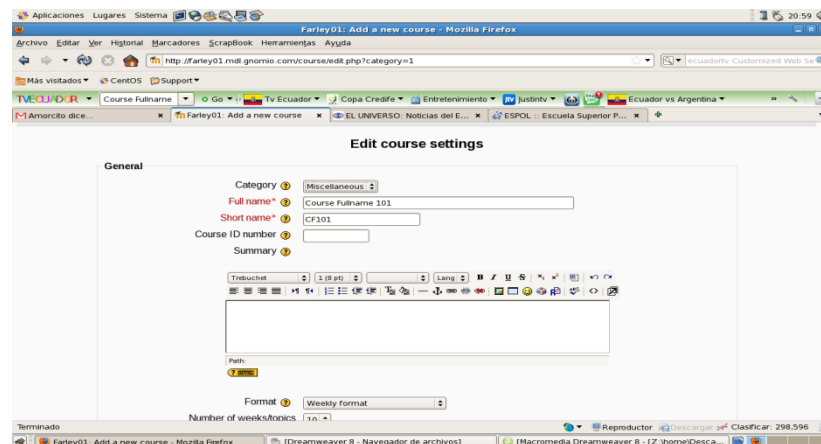 Aplicaciones Lugares Sistema 20:59
Farley01: Add a new course - Mozilla Firefox
Archivo Editar Ver Historial Marcadores ScrapBook Herramientas Ayuda
http://farley01.mdl.gnomio.com/course/edit.php?category=1 ecuadortv Customized Web Se
Más visitados CentOS Support
TVECUADOR Course Fullname Go Tv Ecuador Copa Credife Entretenimiento Justintv Ecuador vs Argentina »
Amorcito dice... Farley01: Add a new course EL UNIVERSO: Noticias del E... ESPOL :: Escuela Superior P...
Edit course settings
General
Category Miscellaneous
Full name* Course Fullname 101
Short name* CF101
Course ID number
Summary
Trebuchet 1 (8 pt) Lang B I U S
Path:
Format Weekly format
Number of weeks/topics 10
Terminado Reproductor Descargar Clasificar: 298,596
Farley01: Add a new course - Mozilla Firefox [Dreamweaver 8 - Navegador de archivos] [Macromedia Dreamweaver 8 - [Z:\home\Desca...